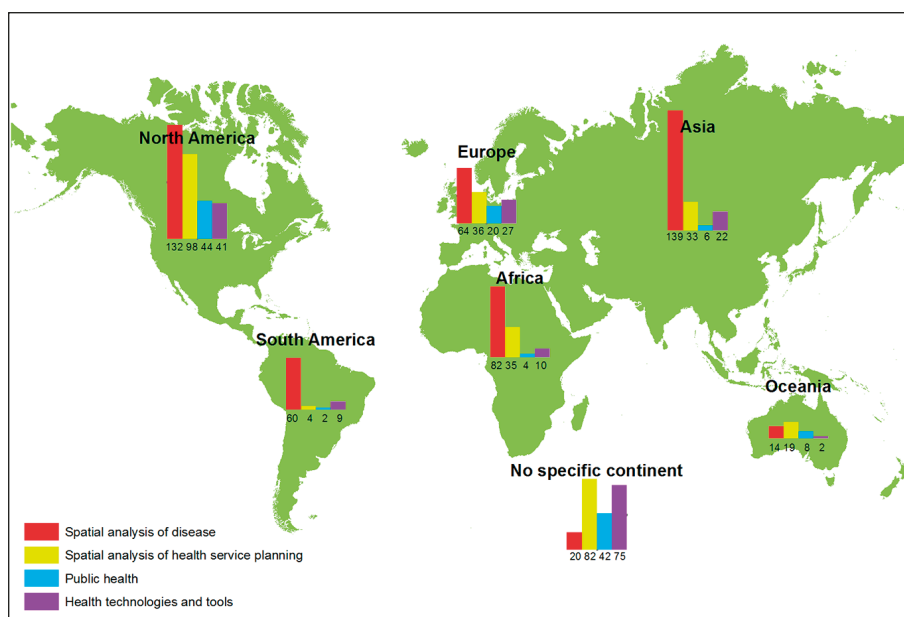 North America
132 98 44 41
Europe
64 36 20 27
Asia
139 33 6 22
Africa
82 35 4 10
South America
60 4 2 9
Oceania
14 19 8 2
No specific continent
20 82 42 75
Spatial analysis of disease
Spatial analysis of health service planning
Public health
Health technologies and tools